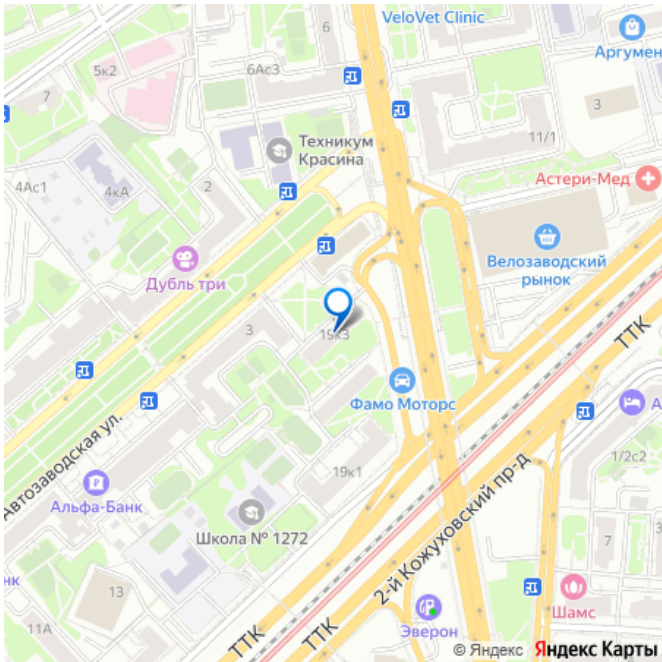 VeloVet Clinic
6
Аргумен
5к2
6Ас3
7
3
Техникум
Красина
11/1
4Ас1
4кА
2
Астери-Мед
Дубль три
Велозаводский
рынок
3
19к3
ТТК
Фамо Моторс
А
Автозаводская ул.
19к1
1/2с2
Альфа-Банк
2-й Кожуховский пр-д
Школа № 1272
7
нк
13
Шамс
11А
ТТК
ТТК
Эверон
© Яндекс Яндекс Карты